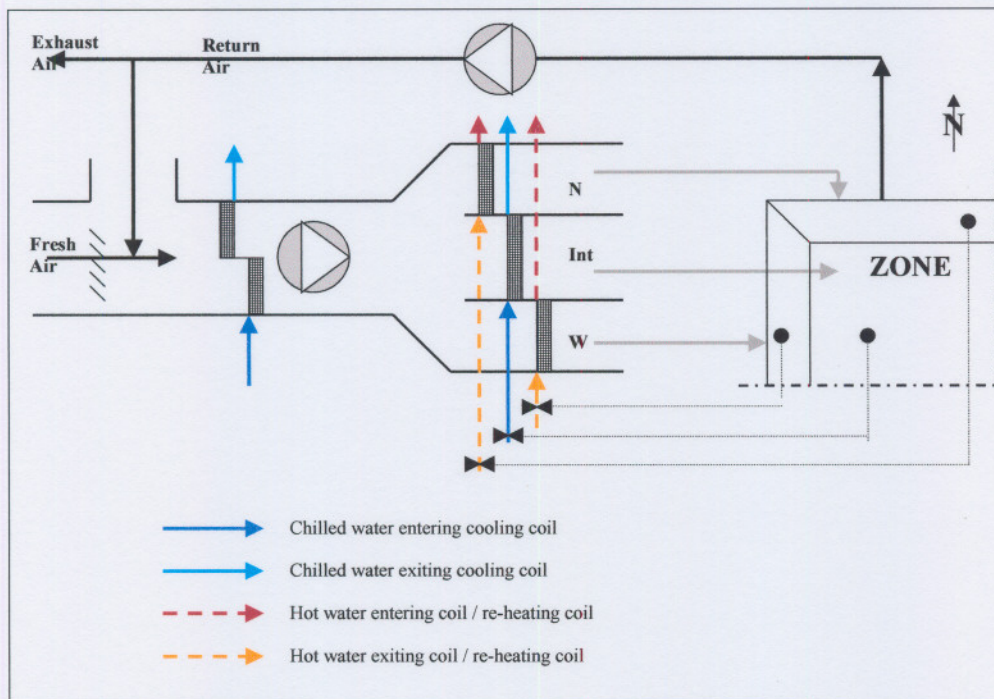 Exhaust
Air
Return
Air
N
N
Fresh
Air
Int
ZONE
W
Chilled water entering cooling coil
Chilled water exiting cooling coil
Hot water entering coil / re-heating coil
Hot water exiting coil / re-heating coil